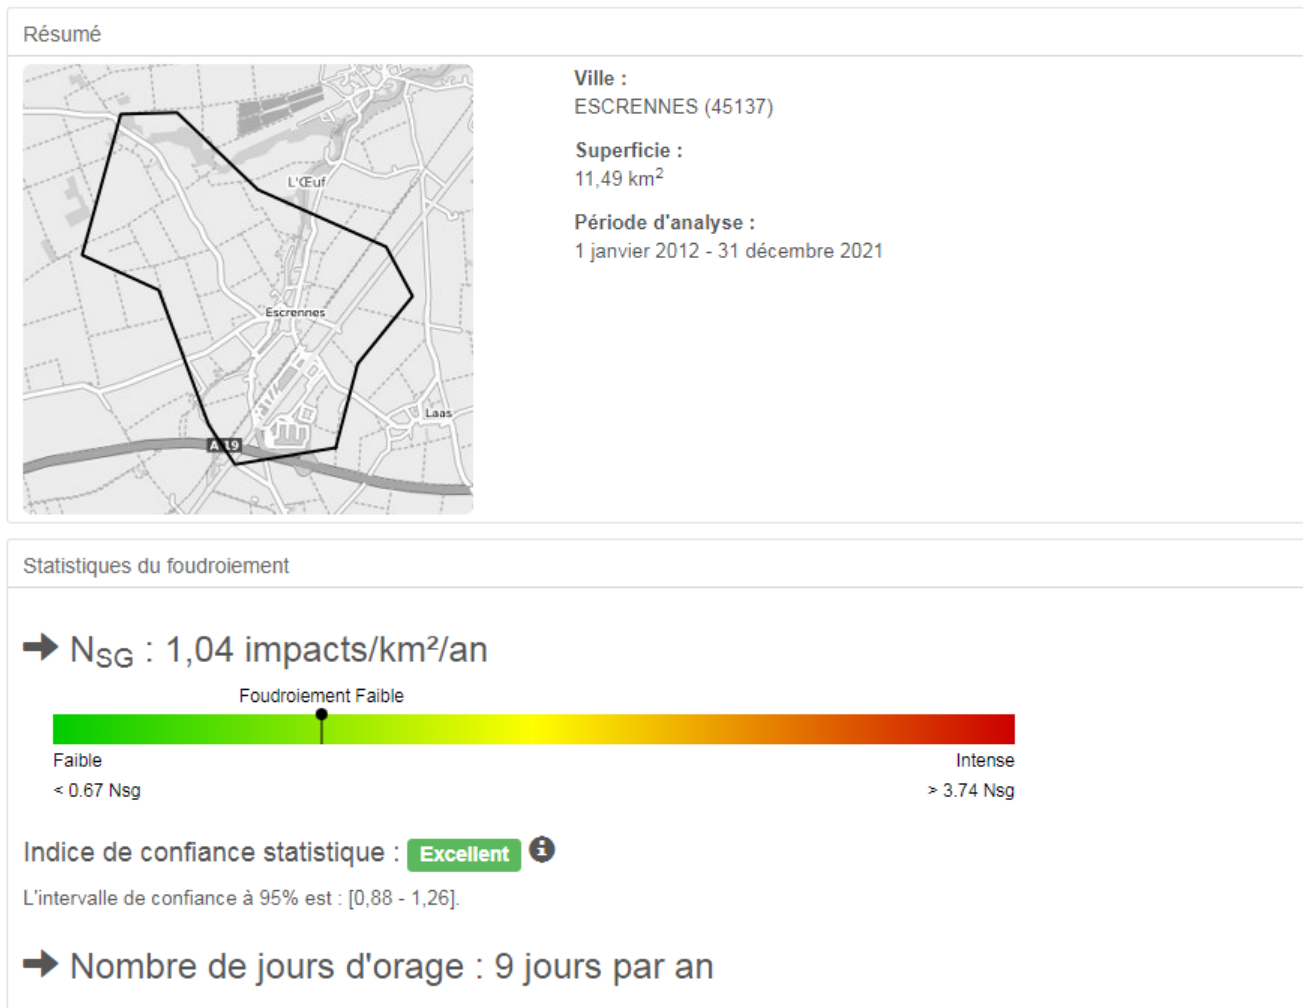 Résumé
L'Œuf
Escrennes
Laas
A 19
Ville :
ESCRENNES (45137)
Superficie :
11,49 km²
Période d'analyse :
1 janvier 2012 - 31 décembre 2021
Statistiques du foudroiement
NSG : 1,04 impacts/km²/an
Foudroiement Faible
Faible Intense
< 0.67 Nsg > 3.74 Nsg
Indice de confiance statistique : Excellent
L'intervalle de confiance à 95% est : [0,88 - 1,26].
Nombre de jours d'orage : 9 jours par an